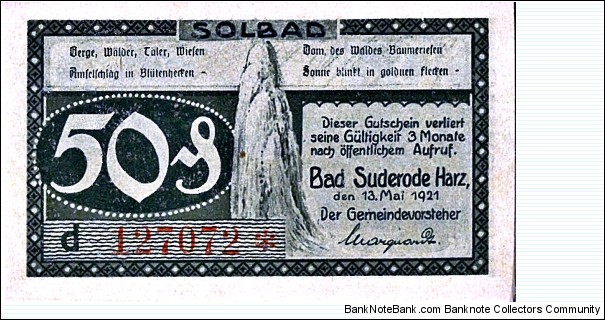 SOLBAD
Berge, Wälder, Täler, Wiesen
Amselschlag in Blütenhecken -
Dom, des Waldes Baumriesen
Sonne blinkt in goldnen Flecken -
50 ₰
Dieser Gutschein verliert
seine Gültigkeit 3 Monate
nach öffentlichem Aufruf.
Bad Suderode Harz,
den 13. Mai 1921
Der Gemeindevorsteher
d 127072 *
BankNoteBank.com Banknote Collectors Community